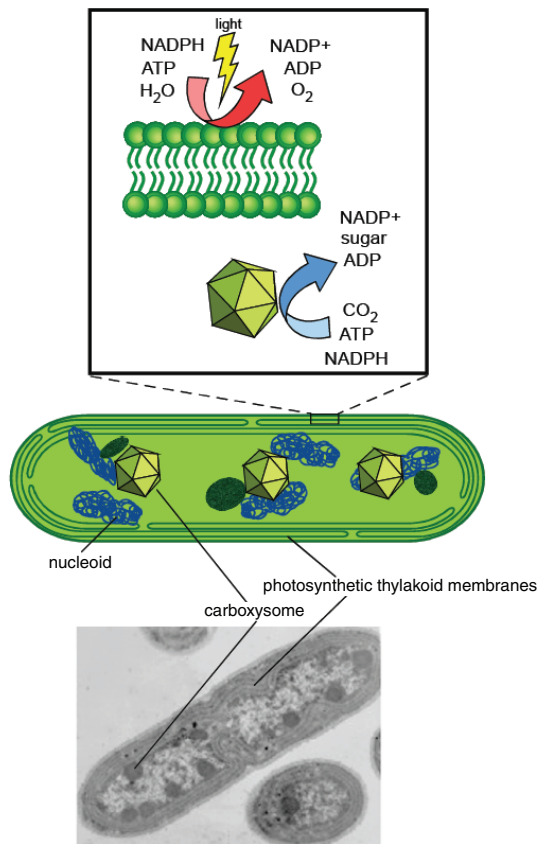 light
NADPH
ATP
H₂O
NADP+
ADP
O₂
NADP+
sugar
ADP
CO₂
ATP
NADPH
nucleoid
photosynthetic thylakoid membranes
carboxysome